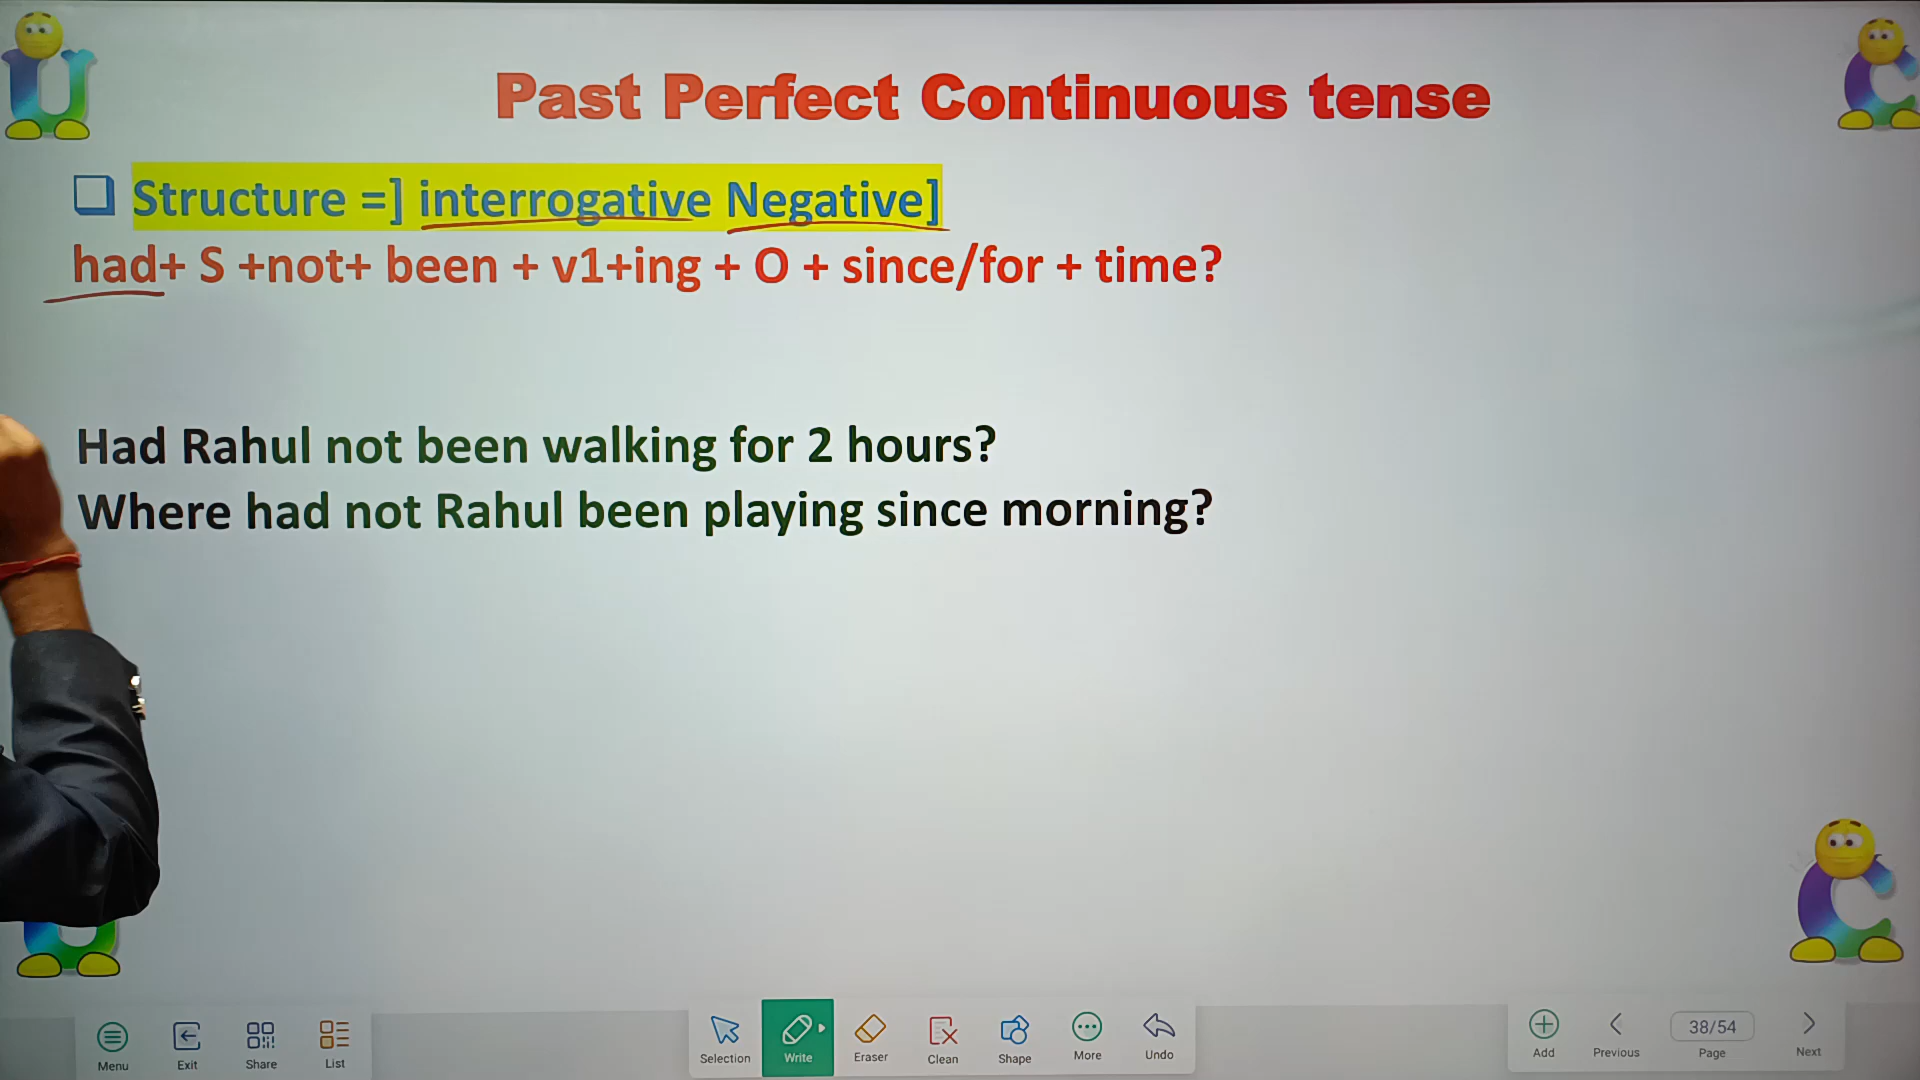 Past Perfect Continuous tense
Structure =] interrogative Negative]
had+ S +not+ been + v1+ing + O + since/for + time?
Had Rahul not been walking for 2 hours?
Where had not Rahul been playing since morning?
Menu
Exit
Share
List
Selection
Write
Eraser
Clean
Shape
More
Undo
Add
Previous
38/54
Page
Next